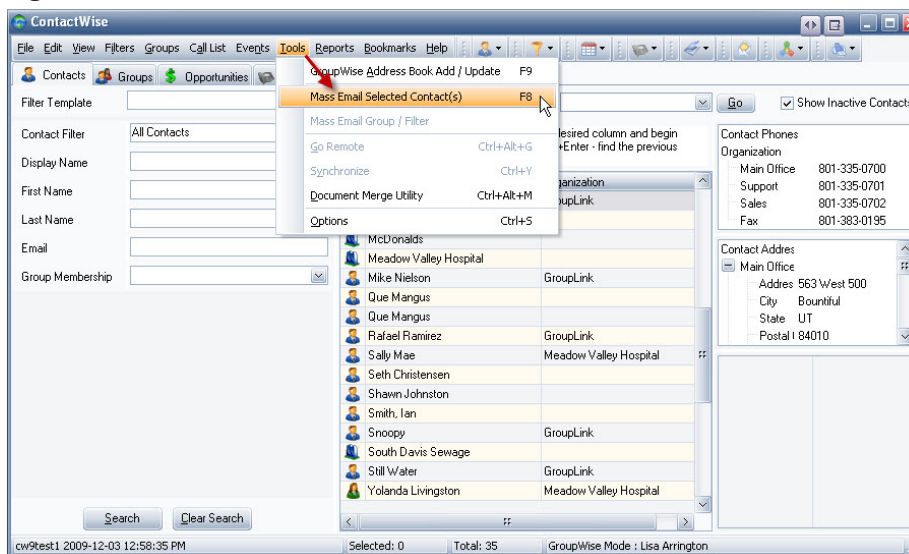 ContactWise
File Edit View Filters Groups Call List Events Tools Reports Bookmarks Help
Contacts Groups Opportunities
GroupWise Address Book Add / Update F9
Filter Template
Mass Email Selected Contact(s) F8
Go Show Inactive Contacts
Mass Email Group / Filter
Contact Filter All Contacts
desired column and begin
+Enter - find the previous
Go Remote Ctrl+Alt+G
Display Name
Synchronize Ctrl+Y
First Name
Document Merge Utility Ctrl+Alt+M
Last Name
Options Ctrl+S
Email
Group Membership
McDonalds
Meadow Valley Hospital
Mike Nielson GroupLink
Que Mangus
Que Mangus
Rafael Ramirez GroupLink
Sally Mae Meadow Valley Hospital
Seth Christensen
Shawn Johnston
Smith, Ian
Snoopy GroupLink
South Davis Sewage
Still Water GroupLink
Yolanda Livingston Meadow Valley Hospital
Contact Phones
Organization
Main Office 801-335-0700
Support 801-335-0701
Sales 801-335-0702
Fax 801-383-0195
Contact Addres
Main Office
Addres 563 West 500
City Bountiful
State UT
Postal 84010
Search Clear Search
cw9test1 2009-12-03 12:58:35 PM Selected: 0 Total: 35 GroupWise Mode : Lisa Arrington